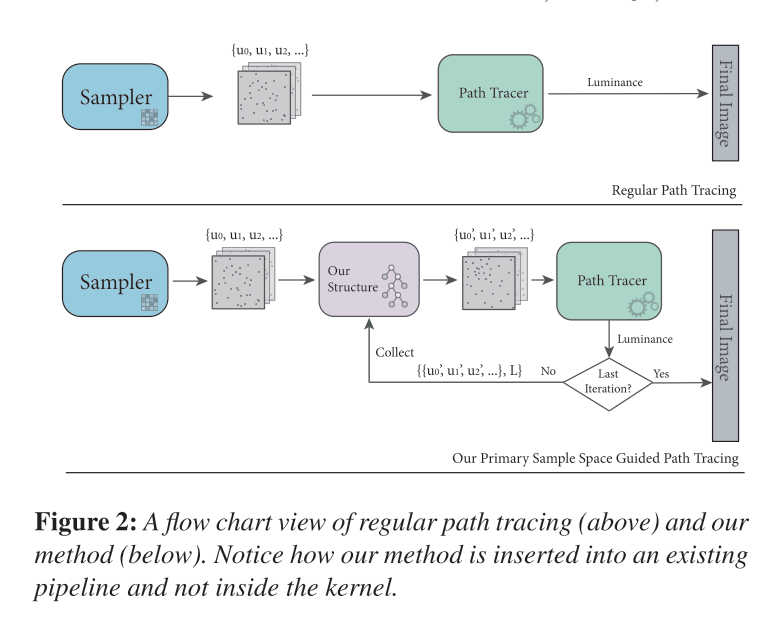 {u₀, u₁, u₂, ...}
Sampler
Path Tracer
Luminance
Final Image
Regular Path Tracing
{u₀, u₁, u₂, ...}
{u₀', u₁', u₂', ...}
Sampler
Our
Structure
Path Tracer
Luminance
Collect
{{u₀', u₁', u₂', ...}, L}
No
Last
Iteration?
Yes
Final Image
Our Primary Sample Space Guided Path Tracing
Figure 2: A flow chart view of regular path tracing (above) and our
method (below). Notice how our method is inserted into an existing
pipeline and not inside the kernel.